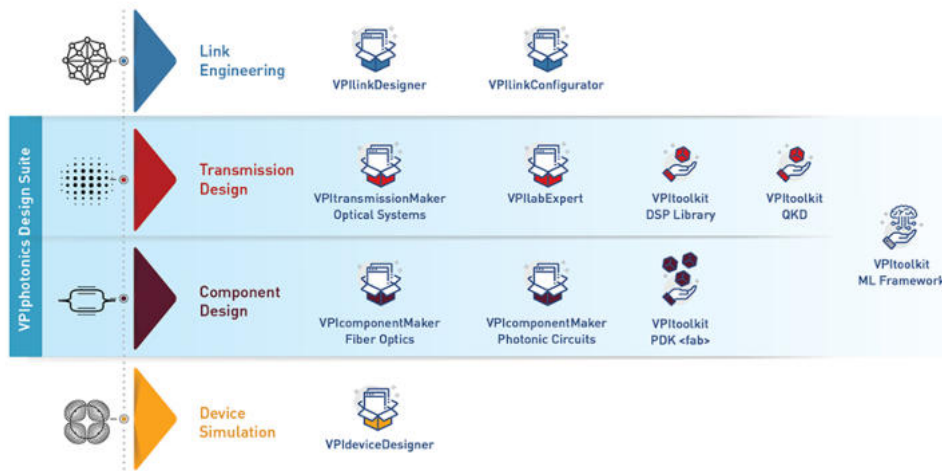 Link
Engineering
VPIlinkDesigner
VPIlinkConfigurator
VPIphotonics Design Suite
Transmission
Design
VPItransmissionMaker
Optical Systems
VPIlabExpert
VPItoolkit
DSP Library
VPItoolkit
QKD
VPItoolkit
ML Framework
Component
Design
VPIcomponentMaker
Fiber Optics
VPIcomponentMaker
Photonic Circuits
VPItoolkit
PDK <fab>
Device
Simulation
VPIdeviceDesigner